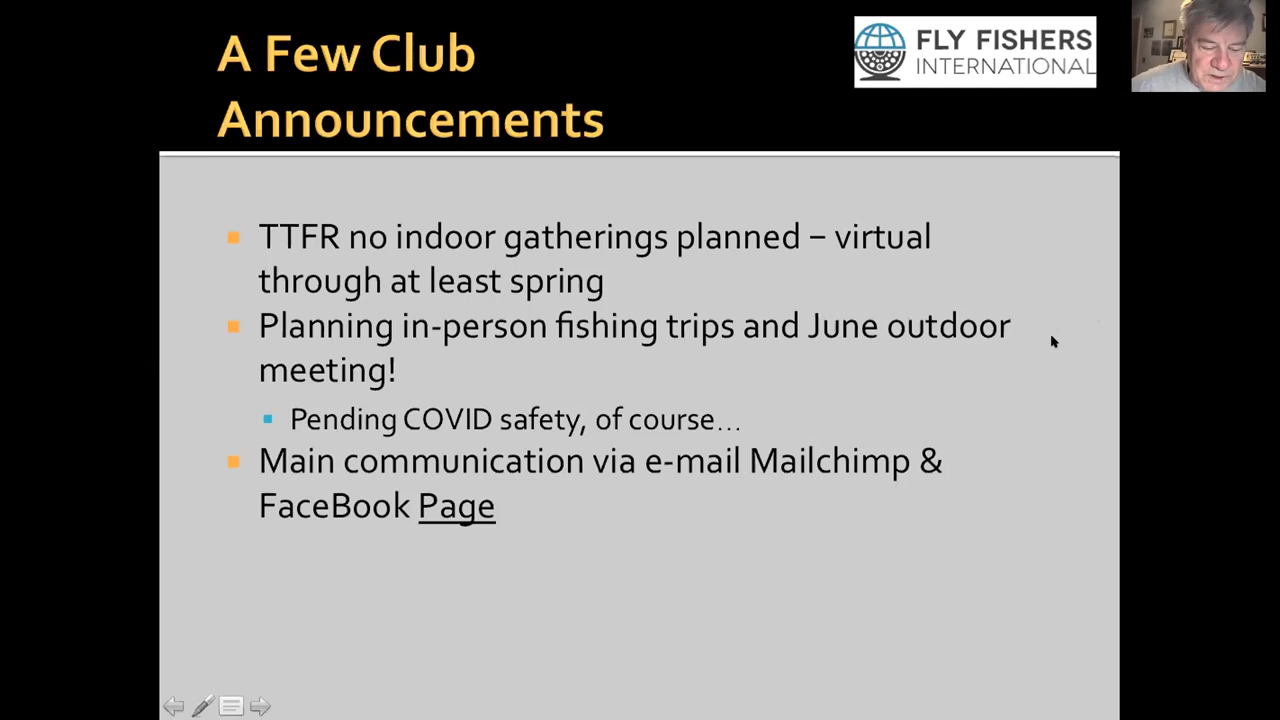 A Few Club
Announcements
FLY FISHERS
INTERNATIONAL
TTFR no indoor gatherings planned – virtual
through at least spring
Planning in-person fishing trips and June outdoor
meeting!
Pending COVID safety, of course…
Main communication via e-mail Mailchimp &
FaceBook Page